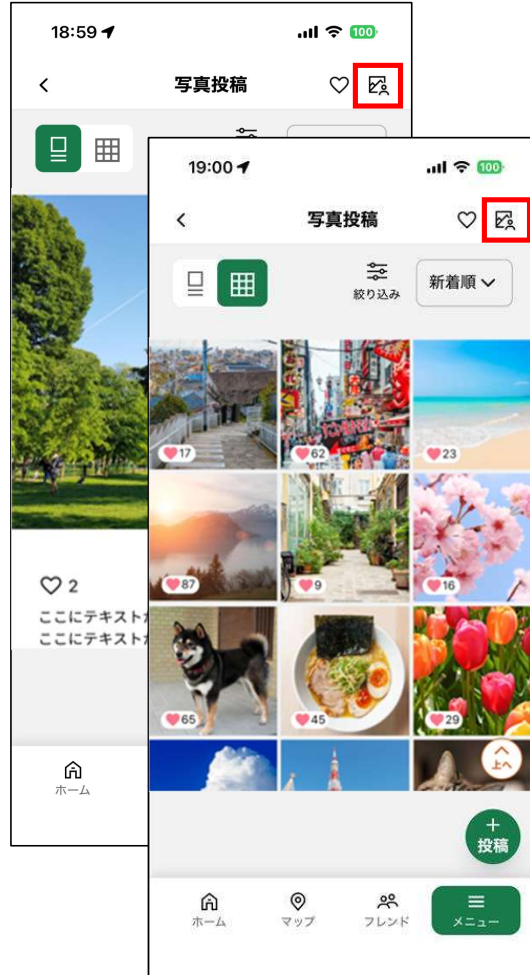 18:59
100
写真投稿
2
ここにテキストが
ここにテキストが
ホーム
19:00
100
写真投稿
絞り込み
新着順
17
62
23
87
9
16
65
45
29
上へ
投稿
ホーム
マップ
フレンド
メニュー